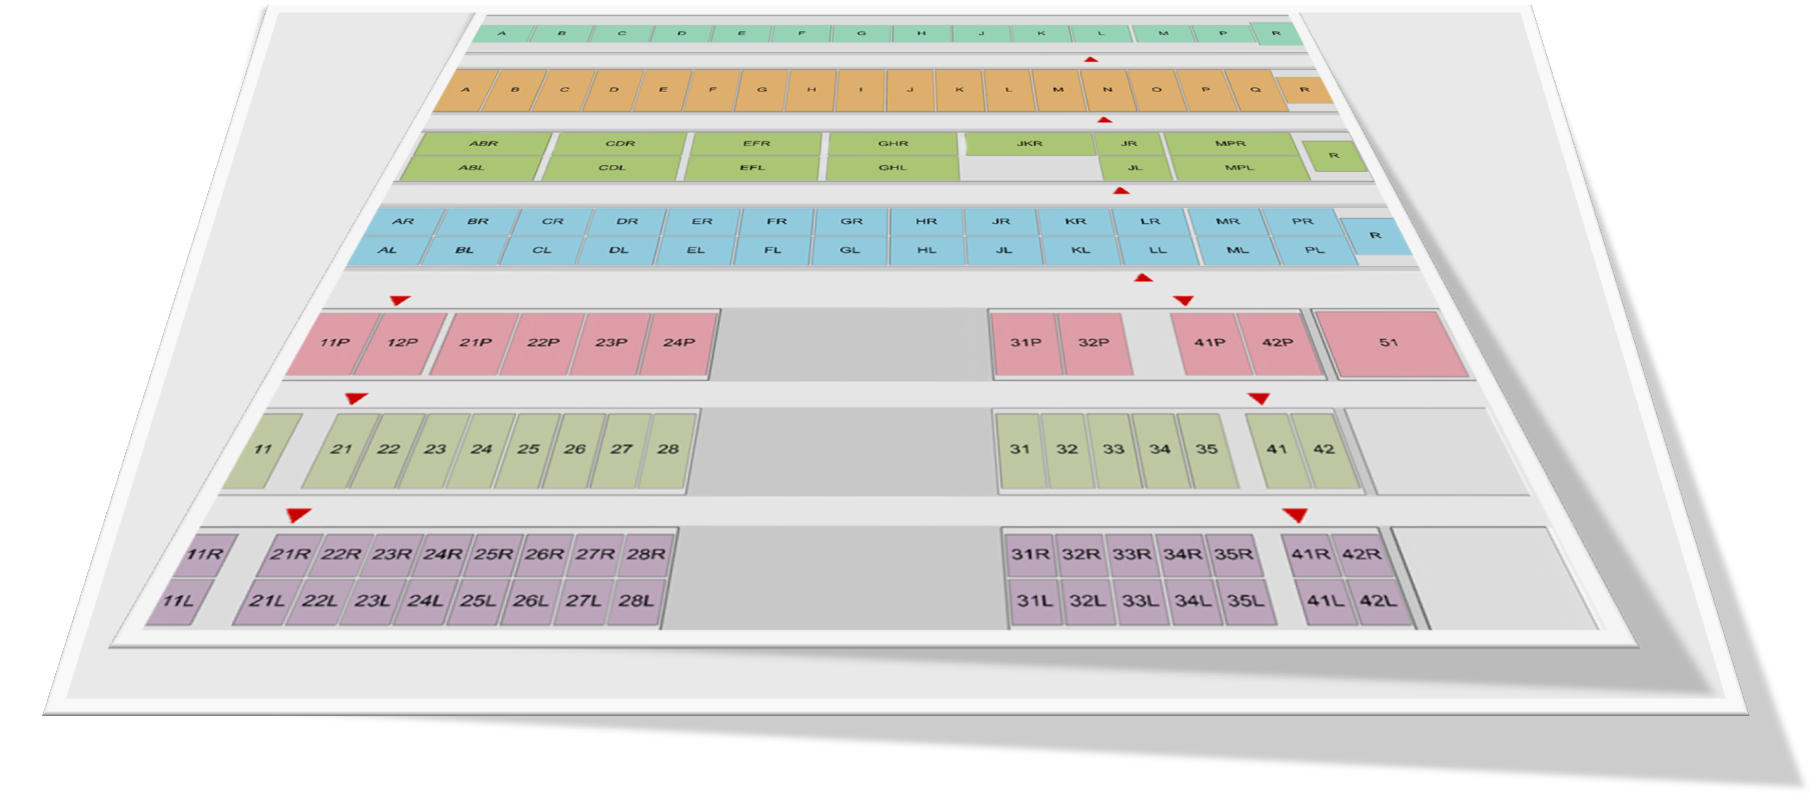 A B C D E F G H J K L M P R
A B C D E F G H I J K L M N O P Q R
ABR CDR EFR GHR JKR JR MPR R
ABL CDL EFL GHL JL MPL
AR BR CR DR ER FR GR HR JR KR LR MR PR R
AL BL CL DL EL FL GL HL JL KL LL ML PL
11P 12P 21P 22P 23P 24P 31P 32P 41P 42P 51
11 21 22 23 24 25 26 27 28 31 32 33 34 35 41 42
11R 21R 22R 23R 24R 25R 26R 27R 28R 31R 32R 33R 34R 35R 41R 42R
11L 21L 22L 23L 24L 25L 26L 27L 28L 31L 32L 33L 34L 35L 41L 42L